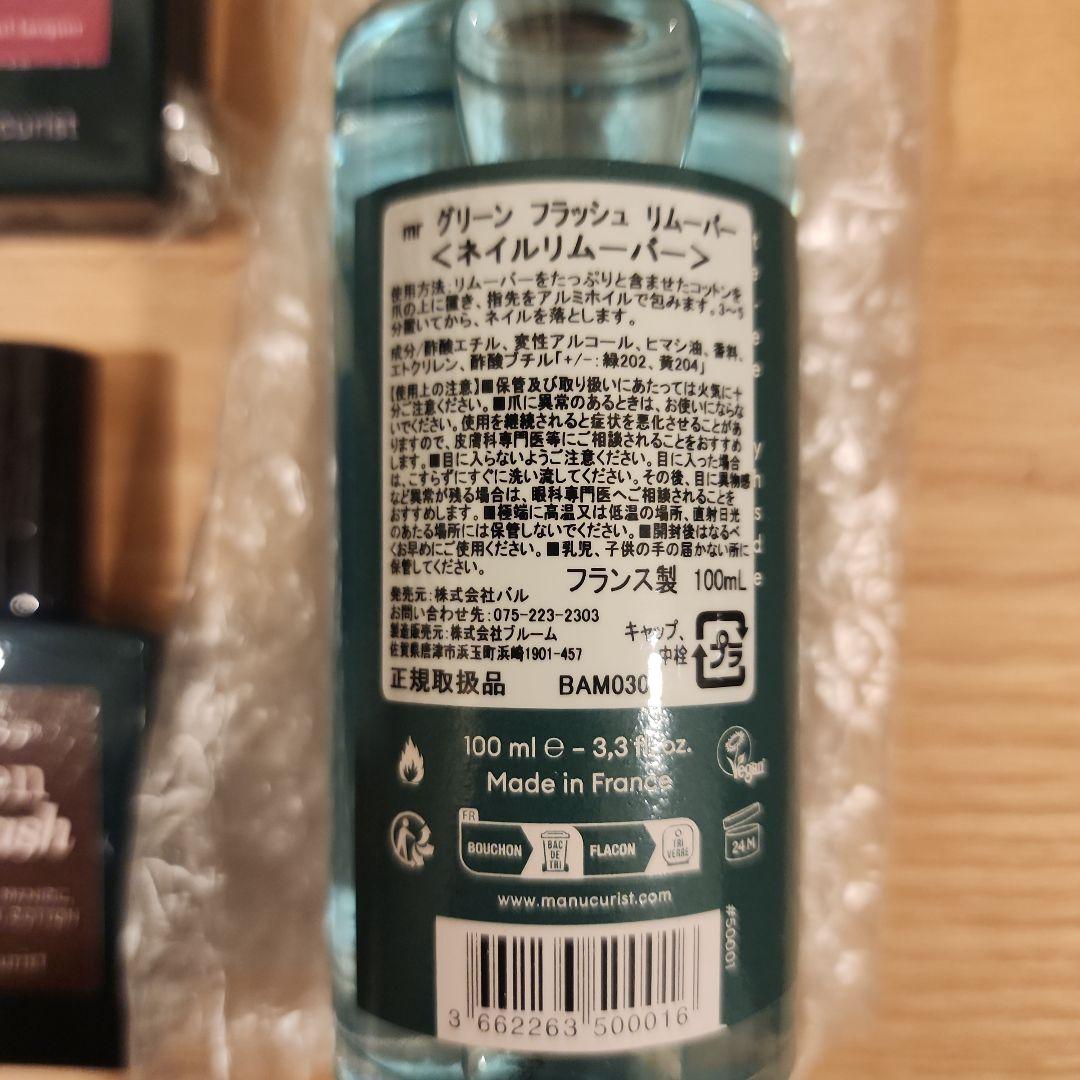 curist
mr グリーン フラッシュ リムーバー
＜ネイルリムーバー＞
使用方法:リムーバーをたっぷりと含ませたコットンを
爪の上に置き、指先をアルミホイルで包みます。3～5
分置いてから、ネイルを落とします。
成分/酢酸エチル、変性アルコール、ヒマシ油、香料、
エトクリレン、酢酸ブチル「+/-:緑202、黄204」
【使用上の注意】■保管及び取り扱いにあたっては火気に十
分ご注意ください。■爪に異常のあるときは、お使いにならな
いでください。使用を継続されると症状を悪化させることがあ
りますので、皮膚科専門医等にご相談されることをおすすめ
します。■目に入らないようご注意ください。目に入った場合
は、こすらずにすぐに洗い流してください。その後、目に異物感
など異常が残る場合は、眼科専門医へご相談されることを
おすすめします。■極端に高温又は低温の場所、直射日光
のあたる場所には保管しないでください。■開封後はなるべ
くお早めにご使用ください。■乳児、子供の手の届かない所に
保管してください。
フランス製 100mL
発売元:株式会社バル
お問い合わせ先:075-223-2303
製造販売元:株式会社ブルーム
佐賀県唐津市浜玉町浜崎1901-457
キャップ、
中栓
プラ
正規取扱品 BAM030
100 ml ℮ – 3,3 fl. oz.
Made in France
Vegan
FR
BOUCHON
BAC
DE
TRI
FLACON
TRI
VERRE
24 M
www.manucurist.com
#50001
3 662263 500016